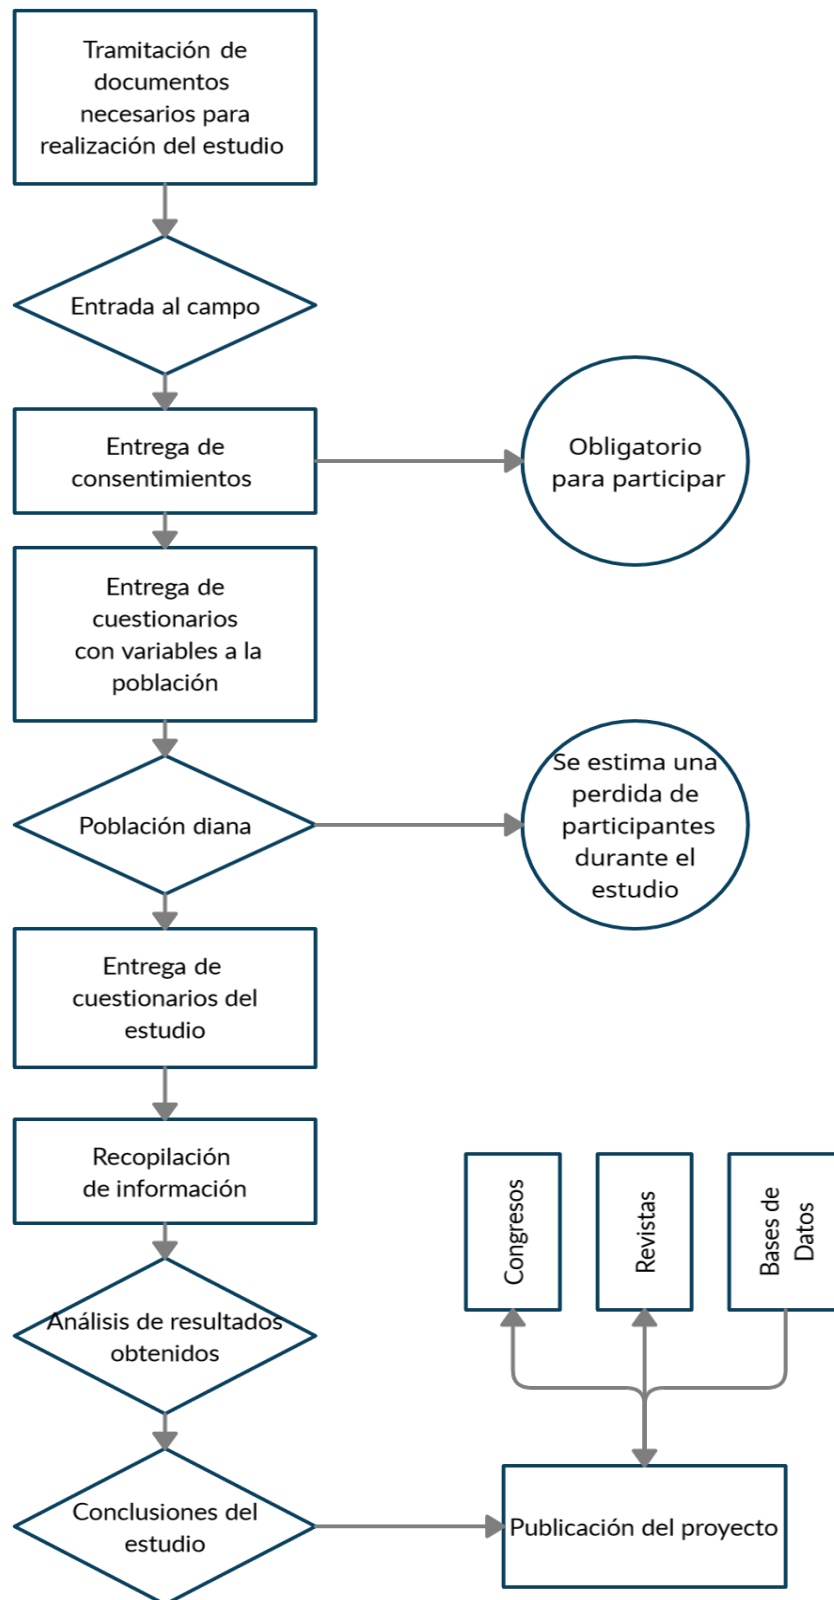 Tramitación de
documentos
necesarios para
realización del estudio
Entrada al campo
Entrega de
consentimientos
Obligatorio
para participar
Entrega de
cuestionarios
con variables a la
población
Población diana
Se estima una
perdida de
participantes
durante el
estudio
Entrega de
cuestionarios del
estudio
Recopilación
de información
Congresos
Revistas
Bases de
Datos
Análisis de resultados
obtenidos
Conclusiones del
estudio
Publicación del proyecto